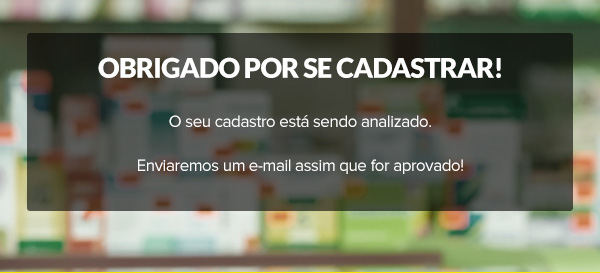 OBRIGADO POR SE CADASTRAR!
O seu cadastro está sendo analizado.
Enviaremos um e-mail assim que for aprovado!